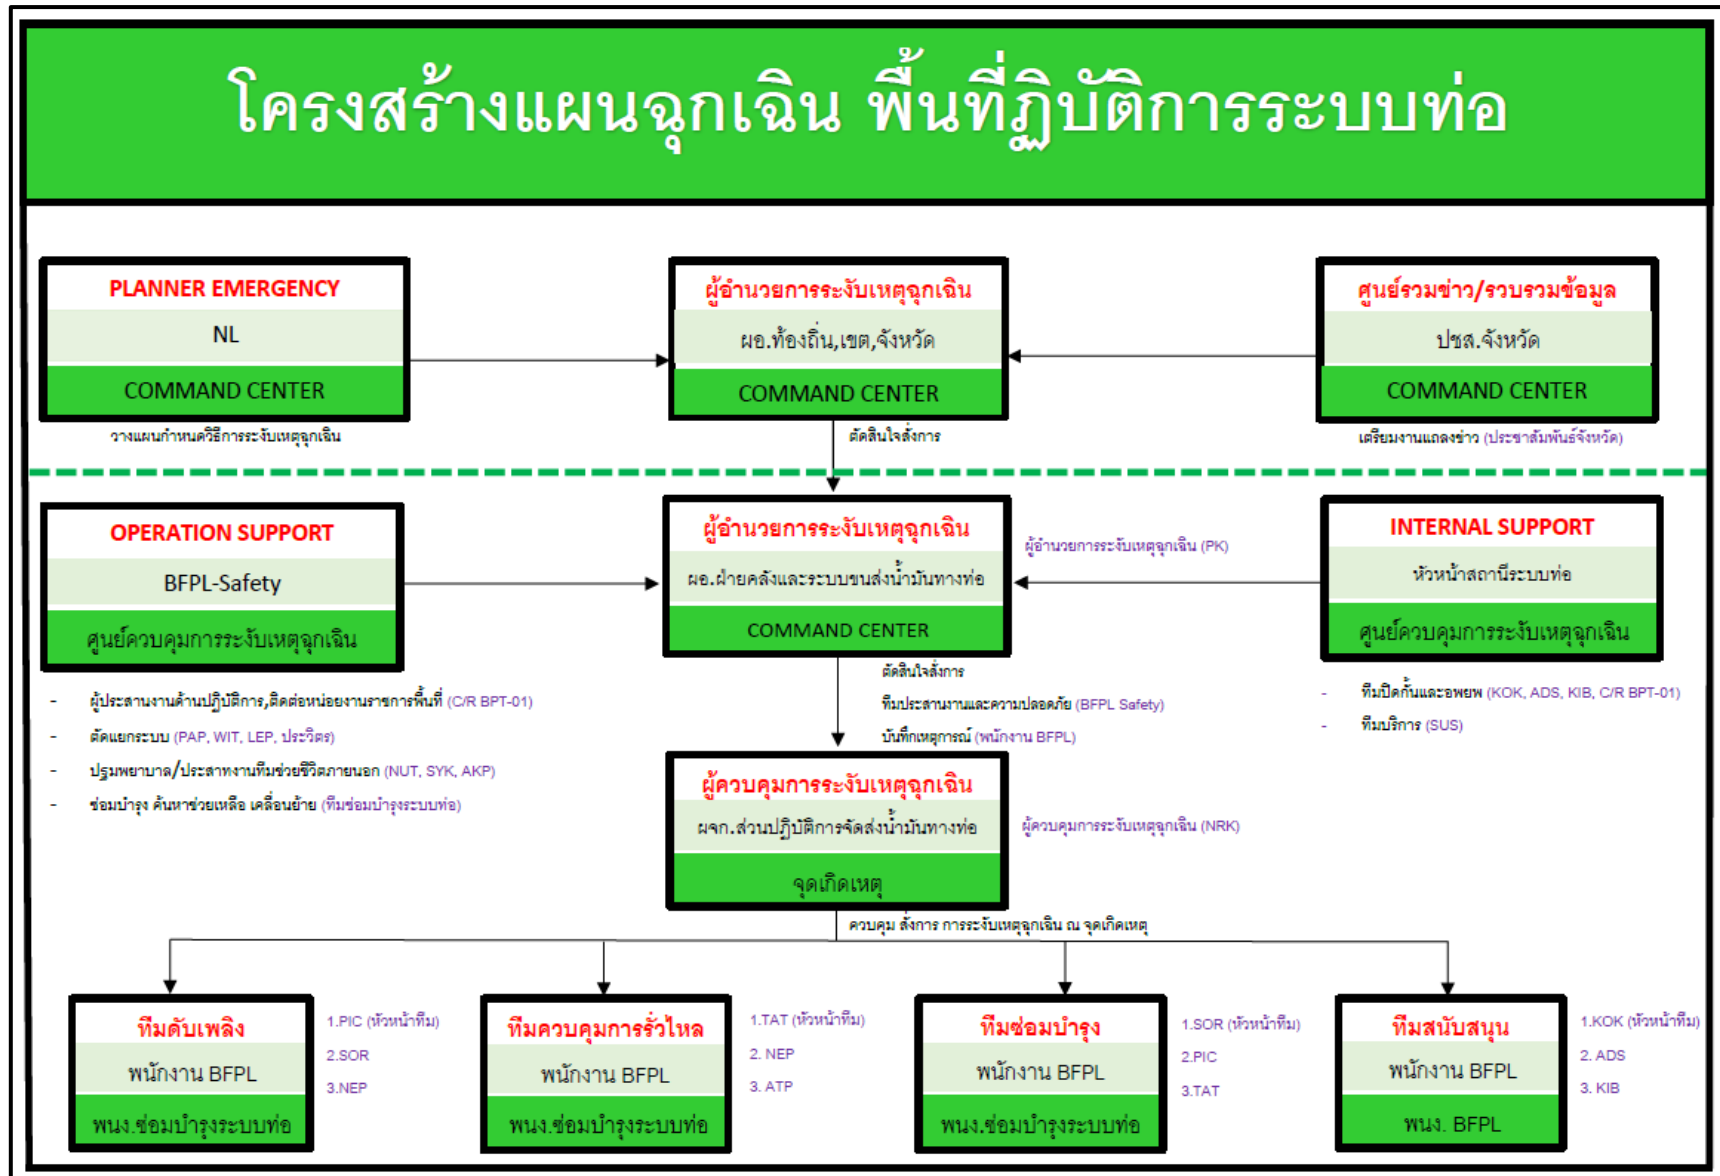 โครงสร้างแผนฉุกเฉิน พื้นที่ฏิบัติการระบบท่อ
PLANNER EMERGENCY
NL
COMMAND CENTER
วางแผนกำหนดวิธีการระงับเหตุฉุกเฉิน
ผู้อำนวยการระงับเหตุฉุกเฉิน
ผอ.ท้องถิ่น,เขต,จังหวัด
COMMAND CENTER
ตัดสินใจสั่งการ
ศูนย์รวมข่าว/รวบรวมข้อมูล
ปชส.จังหวัด
COMMAND CENTER
เตรียมงานแถลงข่าว (ประชาสัมพันธ์จังหวัด)
OPERATION SUPPORT
BFPL-Safety
ศูนย์ควบคุมการระงับเหตุฉุกเฉิน
- ผู้ประสานงานด้านปฏิบัติการ,ติดต่อหน่อยงานราชการพื้นที่ (C/R BPT-01)
- ตัดแยกระบบ (PAP, WIT, LEP, ประวิตร)
- ปฐมพยาบาล/ประสาทงานทีมช่วยชีวิตภายนอก (NUT, SYK, AKP)
- ซ่อมบำรุง ค้นหาช่วยเหลือ เคลื่อนย้าย (ทีมซ่อมบำรุงระบบท่อ)
ผู้อำนวยการระงับเหตุฉุกเฉิน
ผอ.ฝ่ายคลังและระบบขนส่งน้ำมันทางท่อ
COMMAND CENTER
ผู้อำนวยการระงับเหตุฉุกเฉิน (PK)
ตัดสินใจสั่งการ
ทีมประสานงานและความปลอดภัย (BFPL Safety)
บันทึกเหตุการณ์ (พนักงาน BFPL)
INTERNAL SUPPORT
หัวหน้าสถานีระบบท่อ
ศูนย์ควบคุมการระงับเหตุฉุกเฉิน
- ทีมปิดกั้นและอพยพ (KOK, ADS, KIB, C/R BPT-01)
- ทีมบริการ (SUS)
ผู้ควบคุมการระงับเหตุฉุกเฉิน
ผจก.ส่วนปฏิบัติการจัดส่งน้ำมันทางท่อ
จุดเกิดเหตุ
ผู้ควบคุมการระงับเหตุฉุกเฉิน (NRK)
ควบคุม สั่งการ การระงับเหตุฉุกเฉิน ณ จุดเกิดเหตุ
ทีมดับเพลิง
พนักงาน BFPL
พนง.ซ่อมบำรุงระบบท่อ
1.PIC (หัวหน้าทีม)
2.SOR
3.NEP
ทีมควบคุมการรั่วไหล
พนักงาน BFPL
พนง.ซ่อมบำรุงระบบท่อ
1.TAT (หัวหน้าทีม)
2. NEP
3. ATP
ทีมซ่อมบำรุง
พนักงาน BFPL
พนง.ซ่อมบำรุงระบบท่อ
1.SOR (หัวหน้าทีม)
2.PIC
3.TAT
ทีมสนับสนุน
พนักงาน BFPL
พนง. BFPL
1.KOK (หัวหน้าทีม)
2. ADS
3. KIB